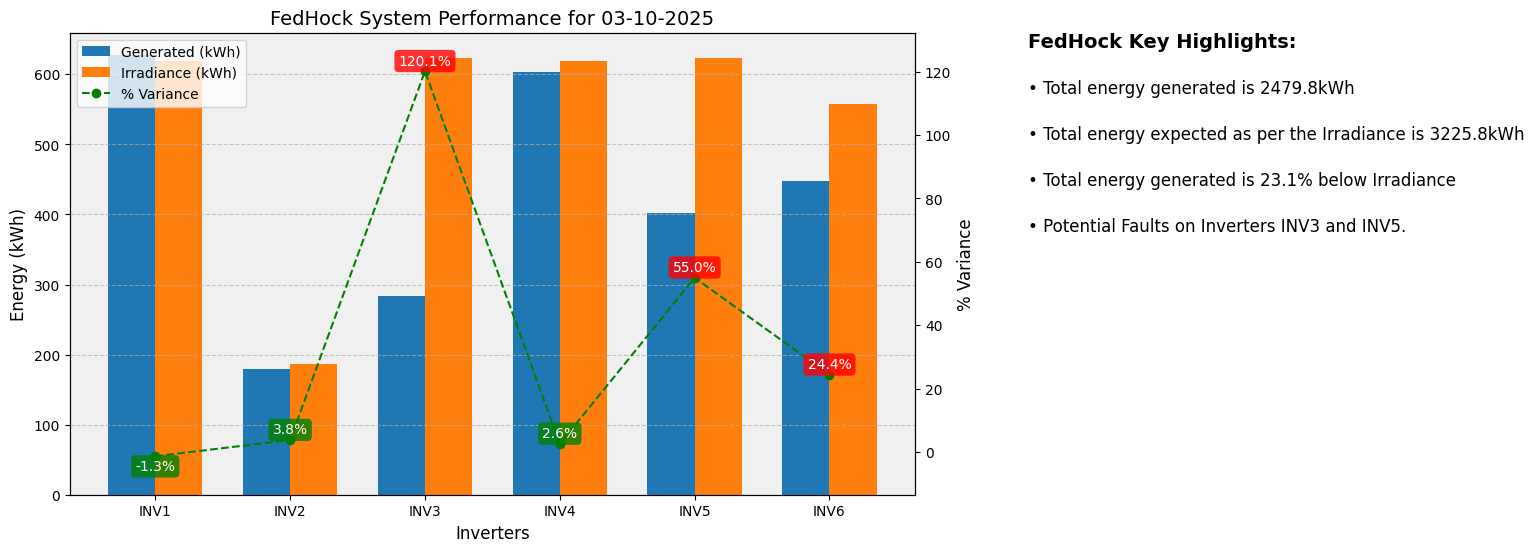 FedHock System Performance for 03-10-2025
Generated (kWh)
Irradiance (kWh)
% Variance
Energy (kWh)
600
500
400
300
200
100
0
-1.3%
3.8%
120.1%
2.6%
55.0%
24.4%
120
100
80
60
40
20
0
% Variance
INV1 INV2 INV3 INV4 INV5 INV6
Inverters
FedHock Key Highlights:
• Total energy generated is 2479.8kWh
• Total energy expected as per the Irradiance is 3225.8kWh
• Total energy generated is 23.1% below Irradiance
• Potential Faults on Inverters INV3 and INV5.